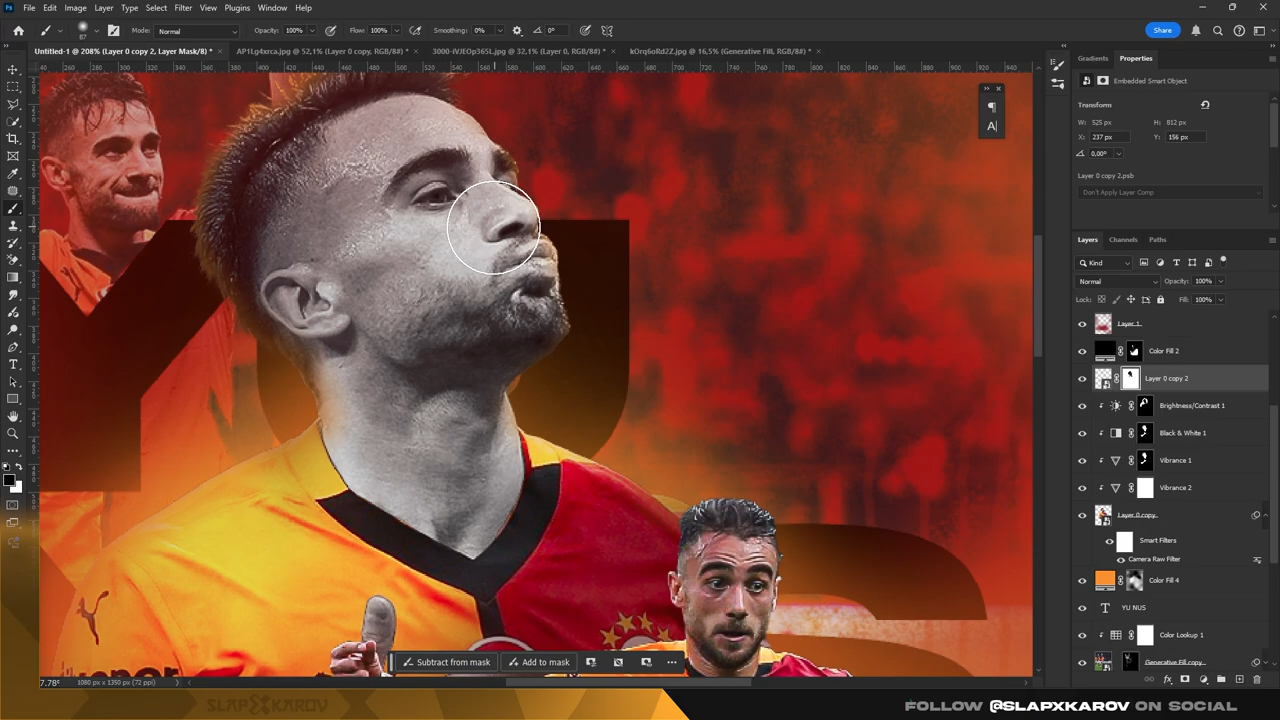 Ps File Edit Image Layer Type Select Filter View Plugins Window Help
Mode: Normal Opacity: 100% Flow: 100% Smoothing: 0% 0° Share
Untitled-1 @ 208% (Layer 0 copy 2, Layer Mask/8) * × AP1Lg4xrca.jpg @ 52,1% (Layer 0 copy, RGB/8#) * × 3000-iVJEOp365L.jpg @ 32,1% (Layer 0, RGB/8#) * × kOrq6oRd2Z.jpg @ 16,5% (Generative Fill, RGB/8#) * ×
Gradients Properties
Embedded Smart Object
Transform
W: 525 px H: 812 px
X: 237 px Y: 156 px
0,00°
Layer 0 copy 2.psb
Don't Apply Layer Comp
Layers Channels Paths
Kind
Normal Opacity: 100%
Lock: Fill: 100%
Layer 1
Color Fill 2
Layer 0 copy 2
Brightness/Contrast 1
Black & White 1
Vibrance 1
Vibrance 2
Layer 0 copy
Smart Filters
Camera Raw Filter
Color Fill 4
YU NUS
Color Lookup 1
Generative Fill copy
Subtract from mask Add to mask
7.78° 1080 px x 1350 px (72 ppi)
SLAPXKAROV
FOLLOW @SLAPXKAROV ON SOCIAL